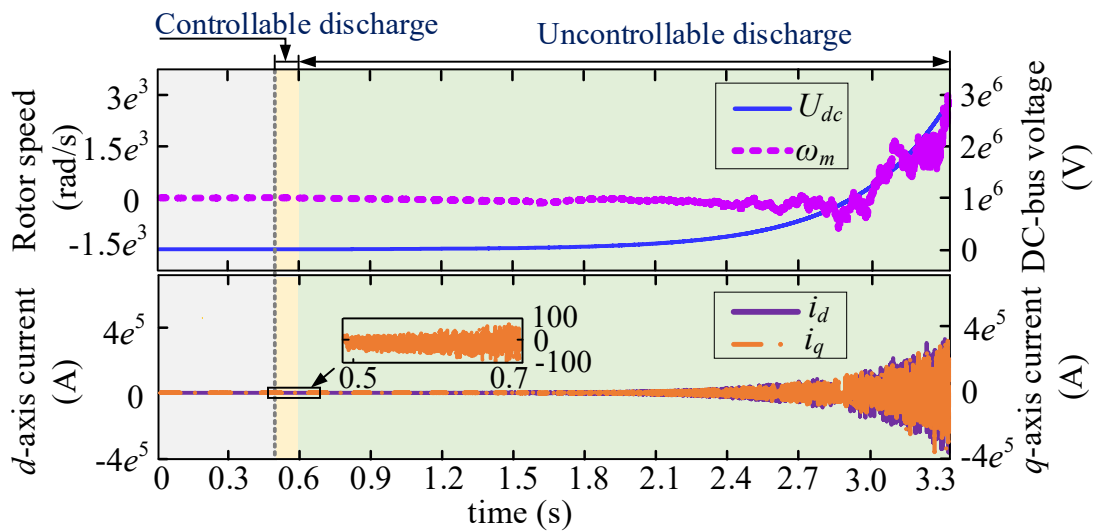 Controllable discharge
Uncontrollable discharge
Rotor speed
(rad/s)
3e³
1.5e³
0
-1.5e³
U_dc
ω_m
3e⁶
2e⁶
1e⁶
0
DC-bus voltage
(V)
d-axis current
(A)
4e⁵
0
-4e⁵
100
0
-100
0.5 0.7
i_d
i_q
4e⁵
0
-4e⁵
q-axis current
(A)
0 0.3 0.6 0.9 1.2 1.5 1.8 2.1 2.4 2.7 3.0 3.3
time (s)